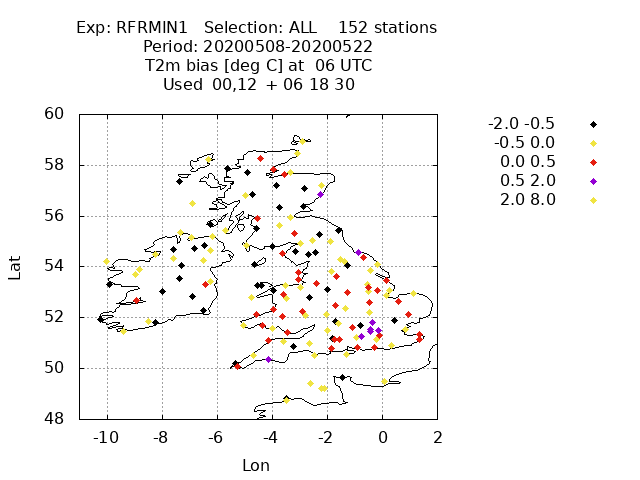 Exp: RFRMIN1 Selection: ALL 152 stations
Period: 20200508-20200522
T2m bias [deg C] at 06 UTC
Used 00,12 + 06 18 30
-2.0 -0.5
-0.5 0.0
0.0 0.5
0.5 2.0
2.0 8.0
60
58
56
54
52
50
48
Lat
-10 -8 -6 -4 -2 0 2
Lon